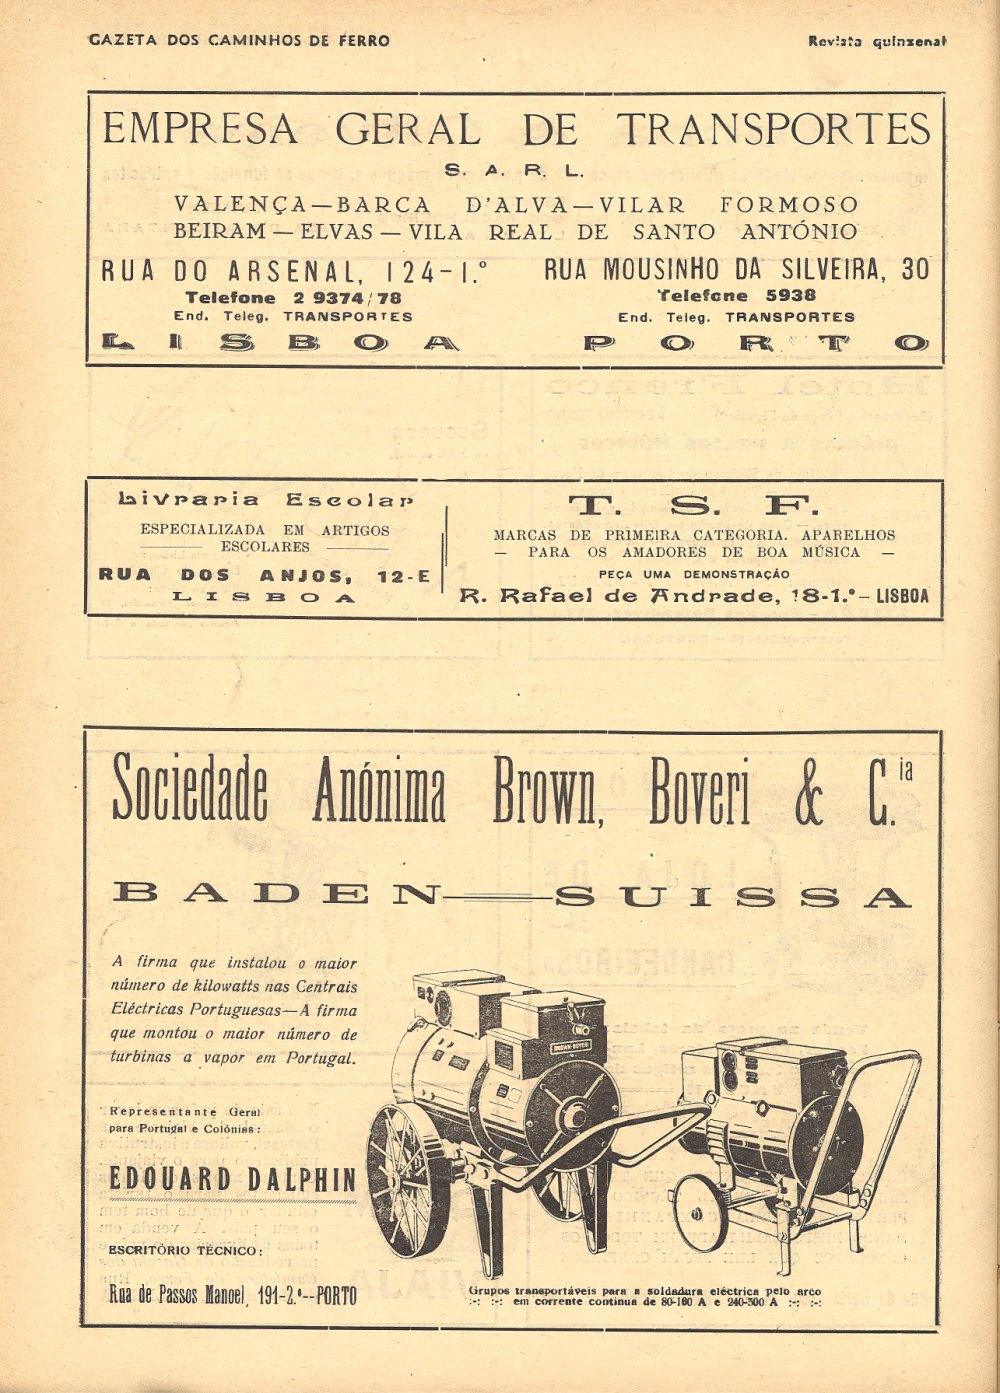 GAZETA DOS CAMINHOS DE FERRO
Revista quinzenal
EMPRESA GERAL DE TRANSPORTES
S. A. R. L.
VALENÇA—BARCA D'ALVA—VILAR FORMOSO
BEIRAM—ELVAS—VILA REAL DE SANTO ANTÓNIO
RUA DO ARSENAL, 124-1.º
Telefone 2 9374/78
End. Teleg. TRANSPORTES
LISBOA
RUA MOUSINHO DA SILVEIRA, 30
Telefone 5938
End. Teleg. TRANSPORTES
PORTO
Livraria Escolar
ESPECIALIZADA EM ARTIGOS
ESCOLARES
RUA DOS ANJOS, 12-E
LISBOA
T. S. F.
MARCAS DE PRIMEIRA CATEGORIA. APARELHOS
— PARA OS AMADORES DE BOA MÚSICA —
PEÇA UMA DEMONSTRAÇÃO
R. Rafael de Andrade, 18-1.º—LISBOA
Sociedade Anónima Brown, Boveri & C.ia
BADEN—SUISSA
A firma que instalou o maior
número de kilowatts nas Centrais
Eléctricas Portuguesas—A firma
que montou o maior número de
turbinas a vapor em Portugal.
Representante Geral
para Portugal e Colónias:
EDOUARD DALPHIN
ESCRITÓRIO TÉCNICO:
Rua de Passos Manoel, 191-2.º--PORTO
BROWN-BOVERI
Grupos transportáveis para a soldadura eléctrica pelo arco
:-: :-: em corrente contínua de 80-160 A e 240-300 A :-: :-: